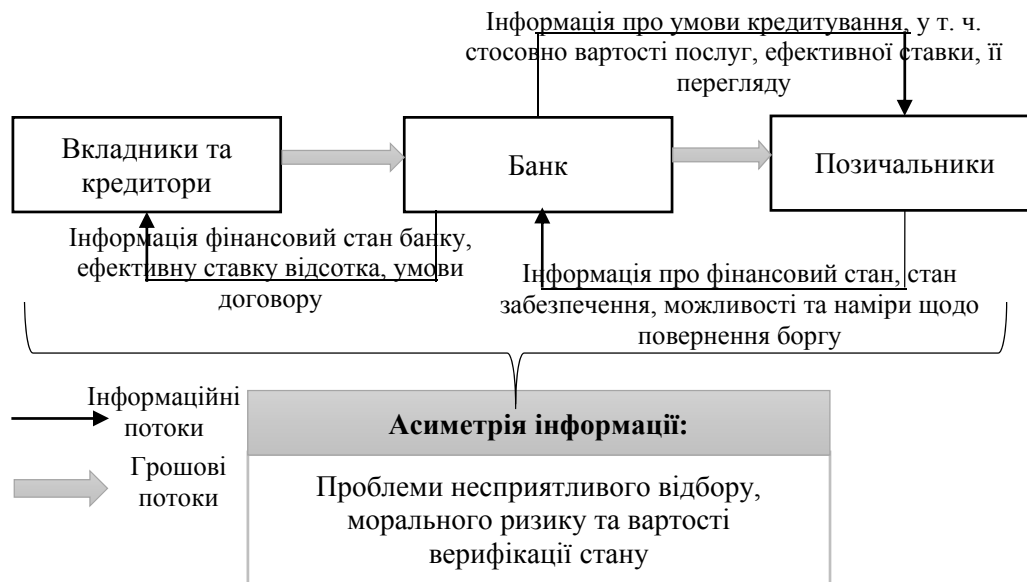 Інформація про умови кредитування, у т. ч.
стосовно вартості послуг, ефективної ставки, її
перегляду
Вкладники та
кредитори
Банк
Позичальники
Інформація фінансовий стан банку,
ефективну ставку відсотка, умови
договору
Інформація про фінансовий стан, стан
забезпечення, можливості та наміри щодо
повернення боргу
Інформаційні
потоки
Грошові
потоки
Асиметрія інформації:
Проблеми несприятливого відбору,
морального ризику та вартості
верифікації стану